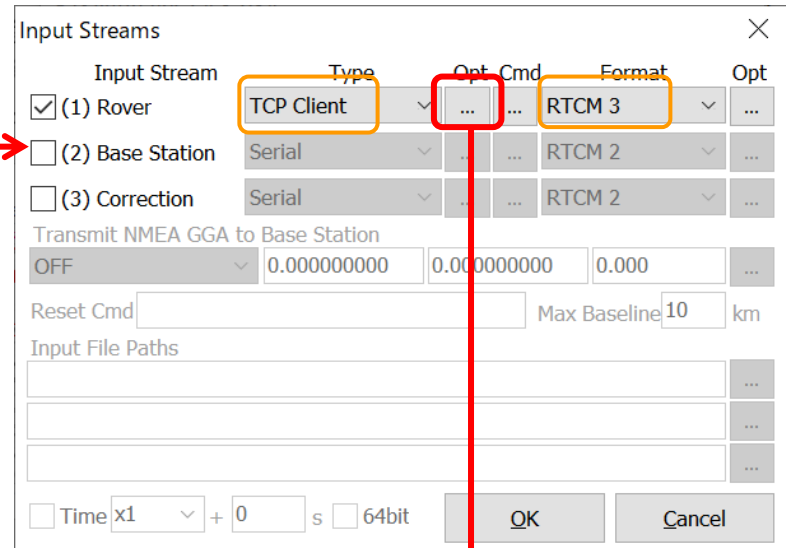 Input Streams
Input Stream Type Opt Cmd Format Opt
(1) Rover TCP Client ... ... RTCM 3 ...
(2) Base Station Serial ... ... RTCM 2 ...
(3) Correction Serial ... ... RTCM 2 ...
Transmit NMEA GGA to Base Station
OFF 0.000000000 0.000000000 0.000 ...
Reset Cmd Max Baseline 10 km
Input File Paths
...
...
...
Time x1 + 0 s 64bit OK Cancel